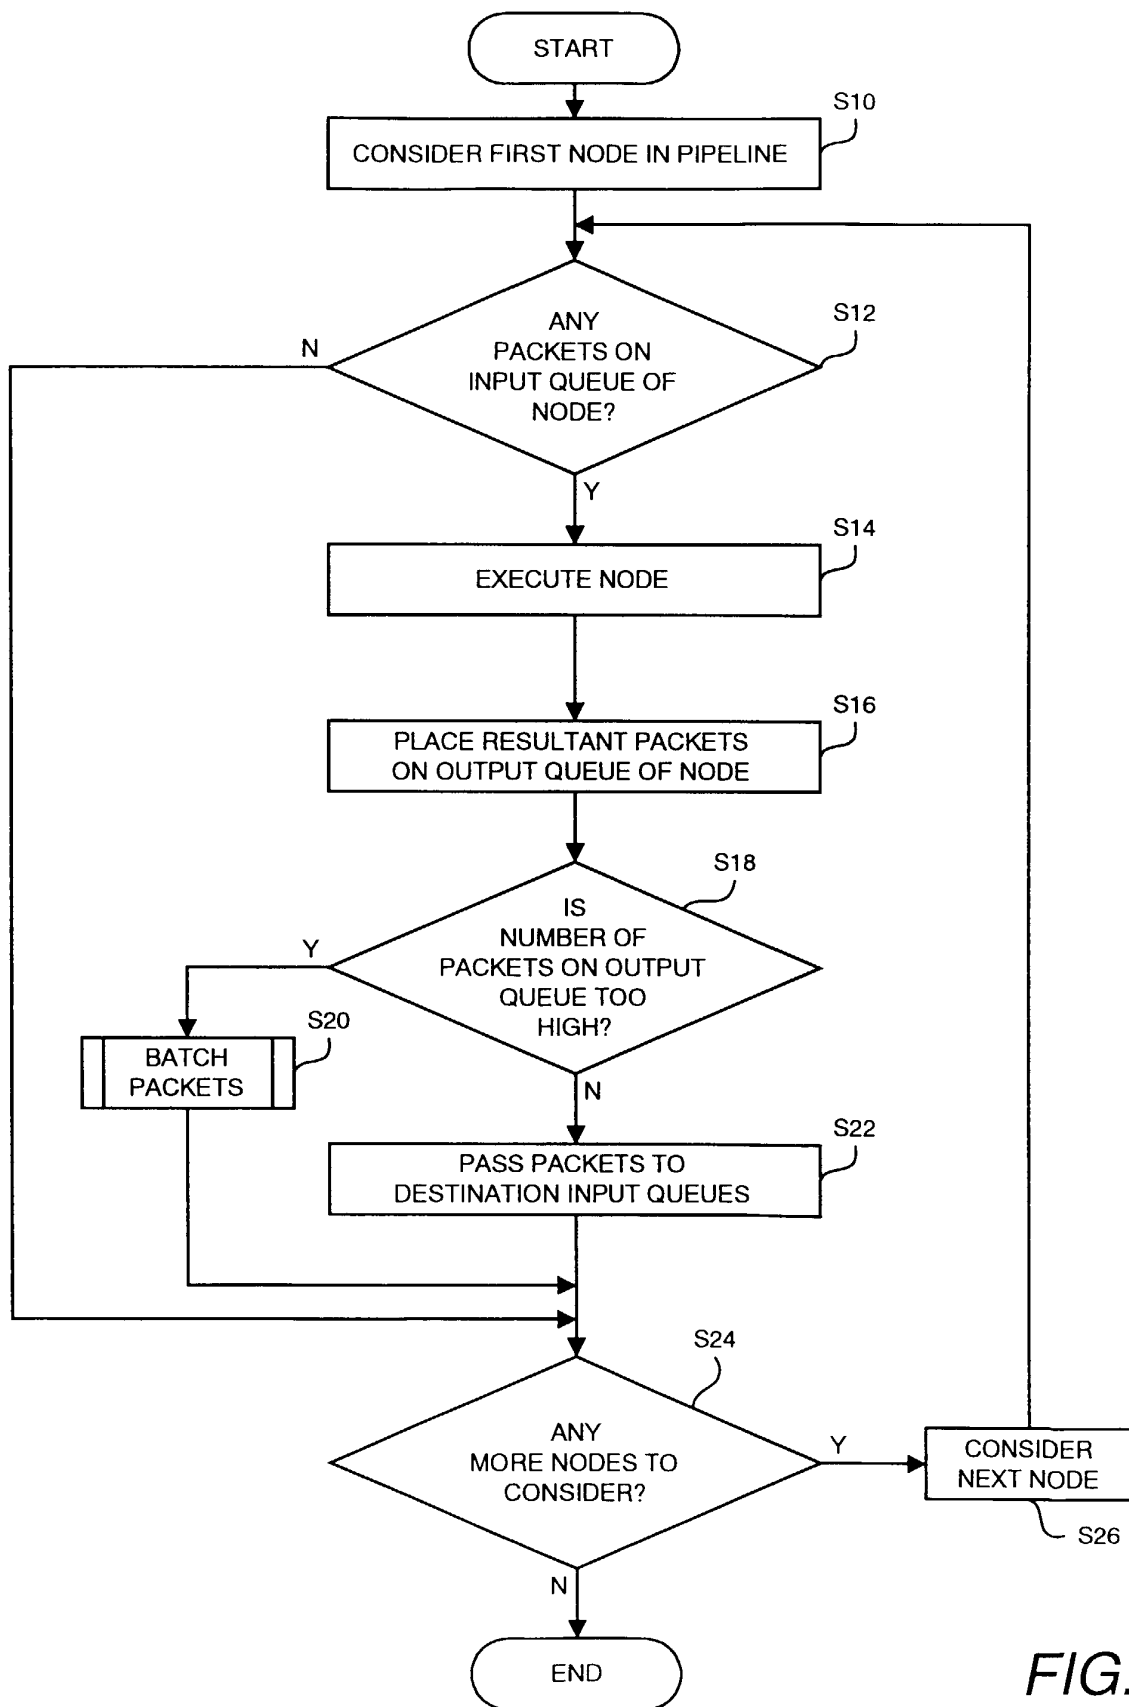 START
S10
CONSIDER FIRST NODE IN PIPELINE
S12
ANY
PACKETS ON
INPUT QUEUE OF
NODE?
N
Y
S14
EXECUTE NODE
S16
PLACE RESULTANT PACKETS
ON OUTPUT QUEUE OF NODE
S18
IS
NUMBER OF
PACKETS ON OUTPUT
QUEUE TOO
HIGH?
Y
S20
BATCH
PACKETS
N
S22
PASS PACKETS TO
DESTINATION INPUT QUEUES
S24
ANY
MORE NODES TO
CONSIDER?
Y
CONSIDER
NEXT NODE
S26
N
END
FIG.